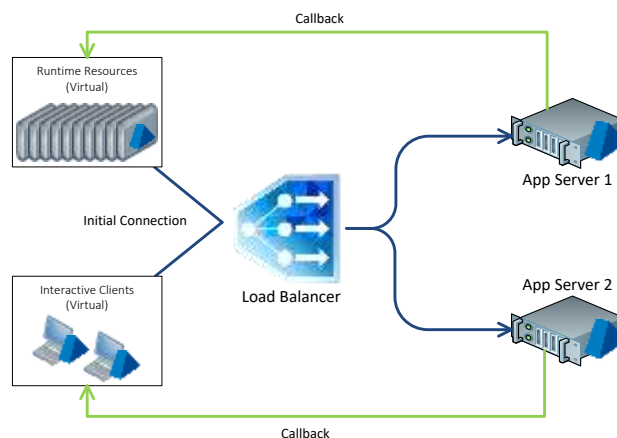 Callback
Runtime Resources
(Virtual)
App Server 1
Initial Connection
Interactive Clients
(Virtual)
Load Balancer
App Server 2
Callback